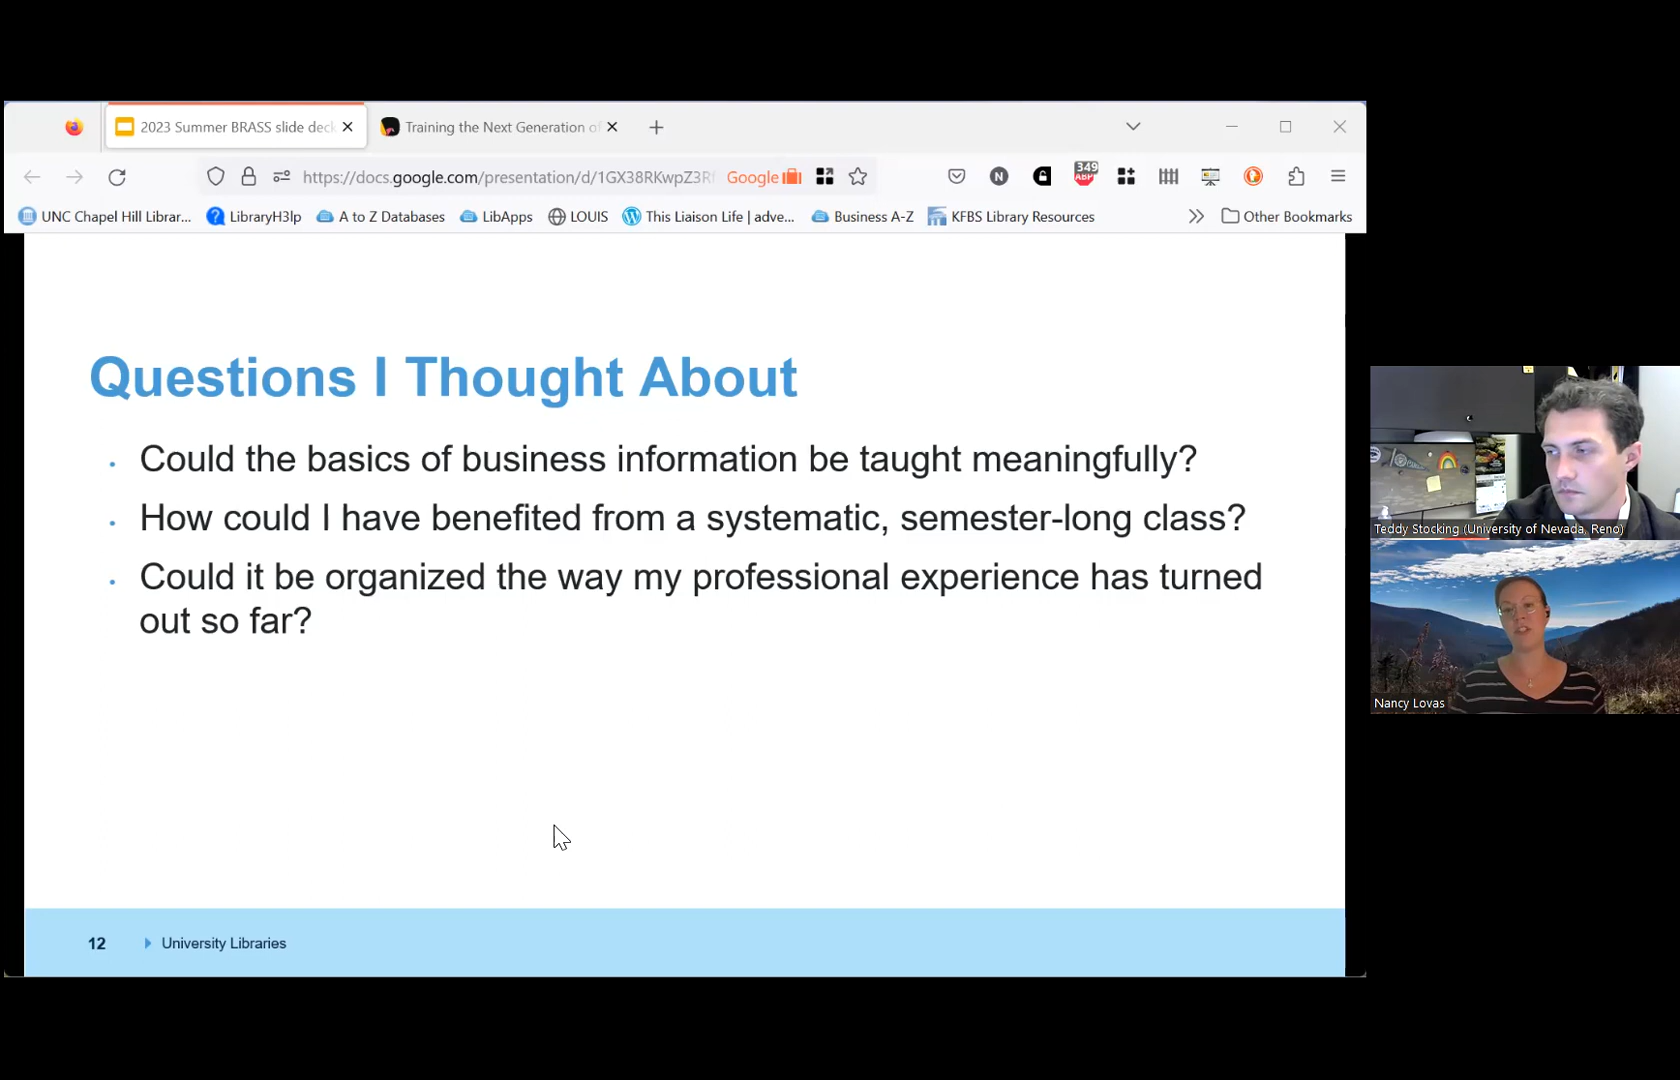 2023 Summer BRASS slide deck
Training the Next Generation of
https://docs.google.com/presentation/d/1GX38RKwpZ3R
Google
N
349
ABP
UNC Chapel Hill Librar...
LibraryH3lp
A to Z Databases
LibApps
LOUIS
This Liaison Life | adve...
Business A-Z
KFBS Library Resources
Other Bookmarks
Questions I Thought About
Could the basics of business information be taught meaningfully?
How could I have benefited from a systematic, semester-long class?
Could it be organized the way my professional experience has turned
out so far?
Teddy Stocking (University of Nevada, Reno)
Nancy Lovas
12
University Libraries